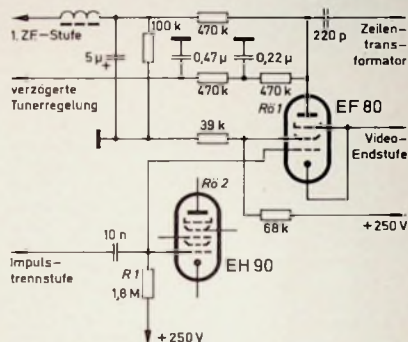 1. ZF-Stufe
100 k
470 k
220 p
Zeilen-
trans-
formator
5 µ
+
0,47 µ
0,22 µ
verzögerte
Tunerregelung
470 k
470 k
Rö 1
EF 80
39 k
Video-
Endstufe
Rö 2
68 k
+250 V
10 n
EH 90
Impuls-
trennstufe
R 1
1,8 M
+250 V